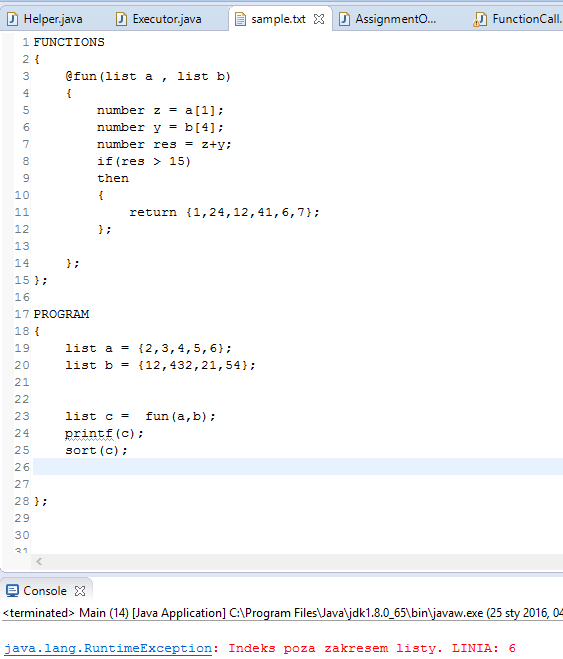 Helper.java Executor.java sample.txt AssignmentO... FunctionCall.
1 FUNCTIONS
2 {
3 @fun(list a , list b)
4 {
5 number z = a[1];
6 number y = b[4];
7 number res = z+y;
8 if(res > 15)
9 then
10 {
11 return {1,24,12,41,6,7};
12 };
13
14 };
15 };
16
17 PROGRAM
18 {
19 list a = {2,3,4,5,6};
20 list b = {12,432,21,54};
21
22
23 list c =  fun(a,b);
24 printf(c);
25 sort(c);
26
27
28 };
29
30
31
Console
<terminated> Main (14) [Java Application] C:\Program Files\Java\jdk1.8.0_65\bin\javaw.exe (25 sty 2016, 04
java.lang.RuntimeException: Indeks poza zakresem listy. LINIA: 6